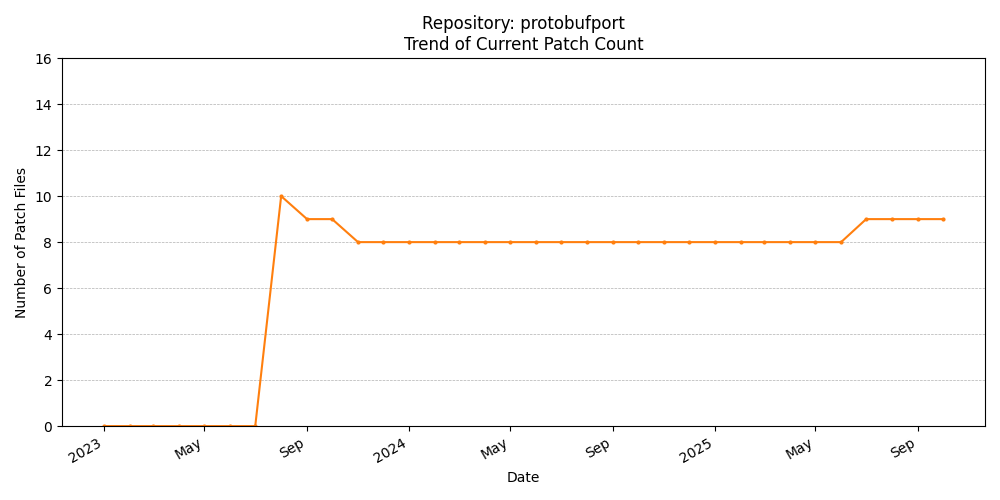 Repository: protobufport
Trend of Current Patch Count
16
14
12
10
8
6
4
2
0
Number of Patch Files
2023
May
Sep
2024
May
Sep
2025
May
Sep
Date